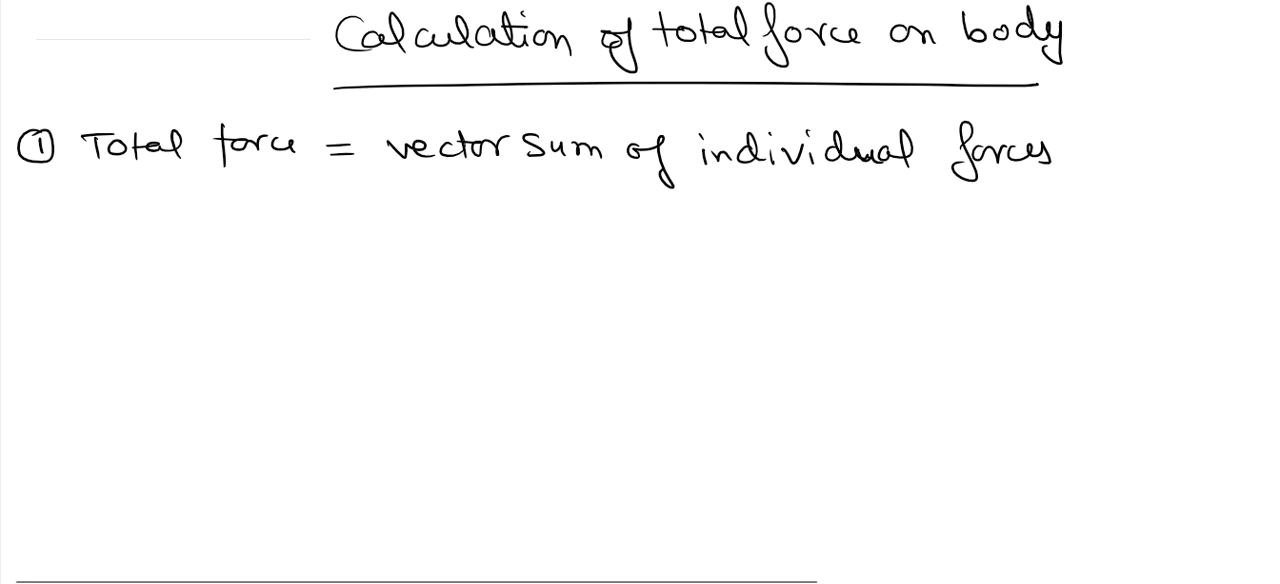 Calculation of total force on body
① Total force = vector sum of individual forces